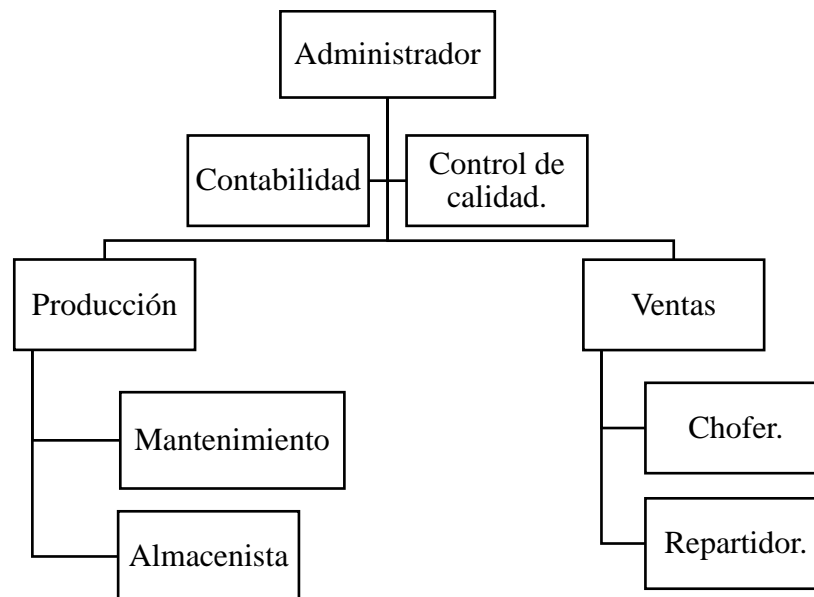 Administrador
Contabilidad
Control de
calidad.
Producción
Ventas
Mantenimiento
Chofer.
Almacenista
Repartidor.